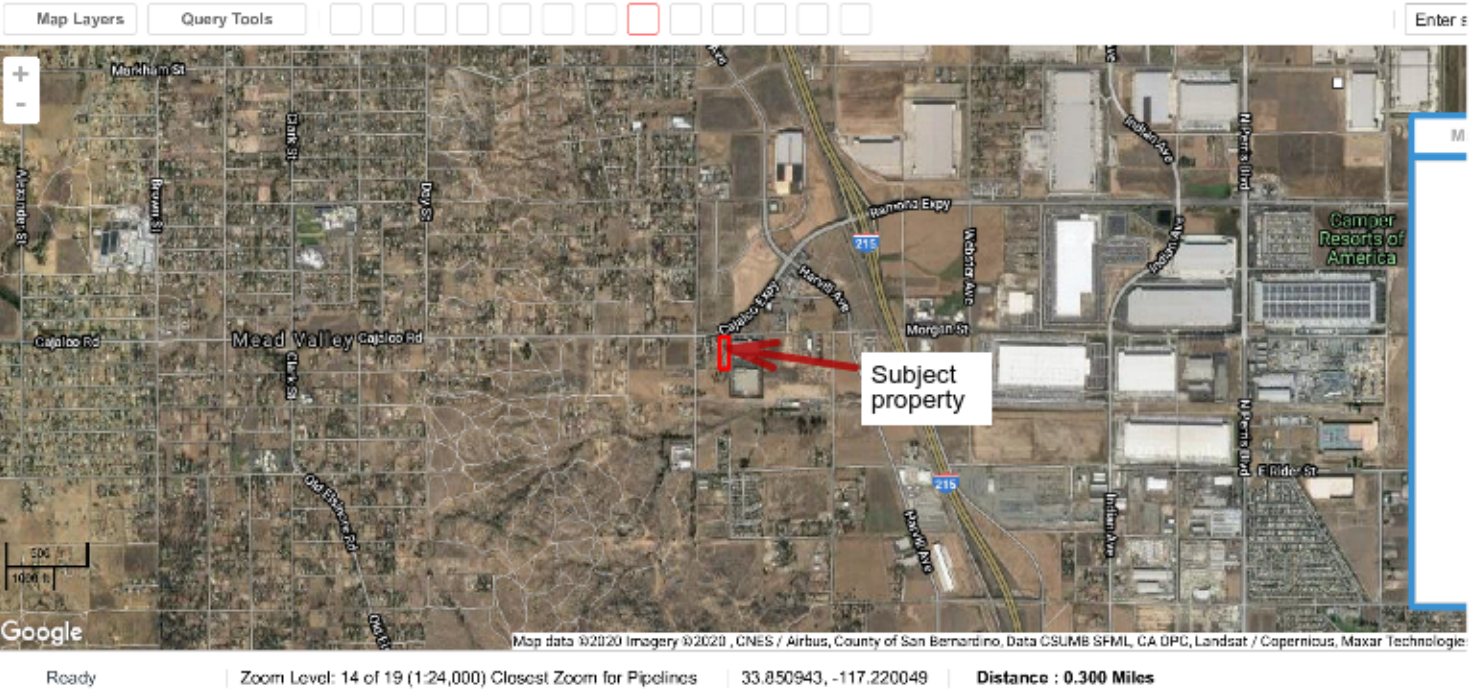 Map Layers
Query Tools
Enter s
+
-
M
Markham St
Clark St
Alexander St
Brown St
Day St
Ave
Ave
Indian Ave
N Perris Blvd
Ramona Expy
215
Camper
Resorts of
America
Webster Ave
Indian Ave
Harvill Ave
Cajalco Expy
Cajalco Rd
Mead Valley
Cajalco Rd
Morgan St
Clark St
Subject
property
N Perris Blvd
E Rider St
215
Old Elsinore Rd
Harvill Ave
Indian Ave
500
1000 ft
Google
Map data ©2020 Imagery ©2020 , CNES / Airbus, County of San Bernardino, Data CSUMB SFML, CA OPC, Landsat / Copernicus, Maxar Technologie
Ready
Zoom Level: 14 of 19 (1:24,000) Closest Zoom for Pipelines
33.850943, -117.220049
Distance : 0.300 Miles